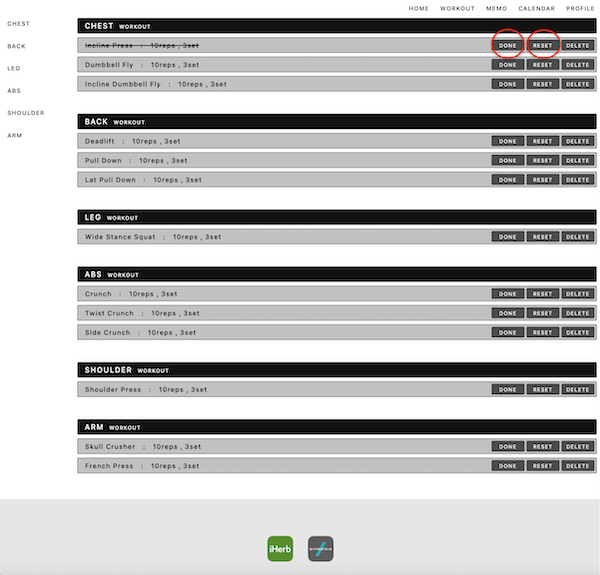 HOME WORKOUT MEMO CALENDAR PROFILE
CHEST
BACK
LEG
ABS
SHOULDER
ARM
CHEST WORKOUT
Incline Press : 10reps , 3set DONE RESET DELETE
Dumbbell Fly : 10reps , 3set DONE RESET DELETE
Incline Dumbbell Fly : 10reps , 3set DONE RESET DELETE
BACK WORKOUT
Deadlift : 10reps , 3set DONE RESET DELETE
Pull Down : 10reps , 3set DONE RESET DELETE
Lat Pull Down : 10reps , 3set DONE RESET DELETE
LEG WORKOUT
Wide Stance Squat : 10reps , 3set DONE RESET DELETE
ABS WORKOUT
Crunch : 10reps , 3set DONE RESET DELETE
Twist Crunch : 10reps , 3set DONE RESET DELETE
Side Crunch : 10reps , 3set DONE RESET DELETE
SHOULDER WORKOUT
Shoulder Press : 10reps , 3set DONE RESET DELETE
ARM WORKOUT
Skull Crusher : 10reps , 3set DONE RESET DELETE
French Press : 10reps , 3set DONE RESET DELETE
iHerb